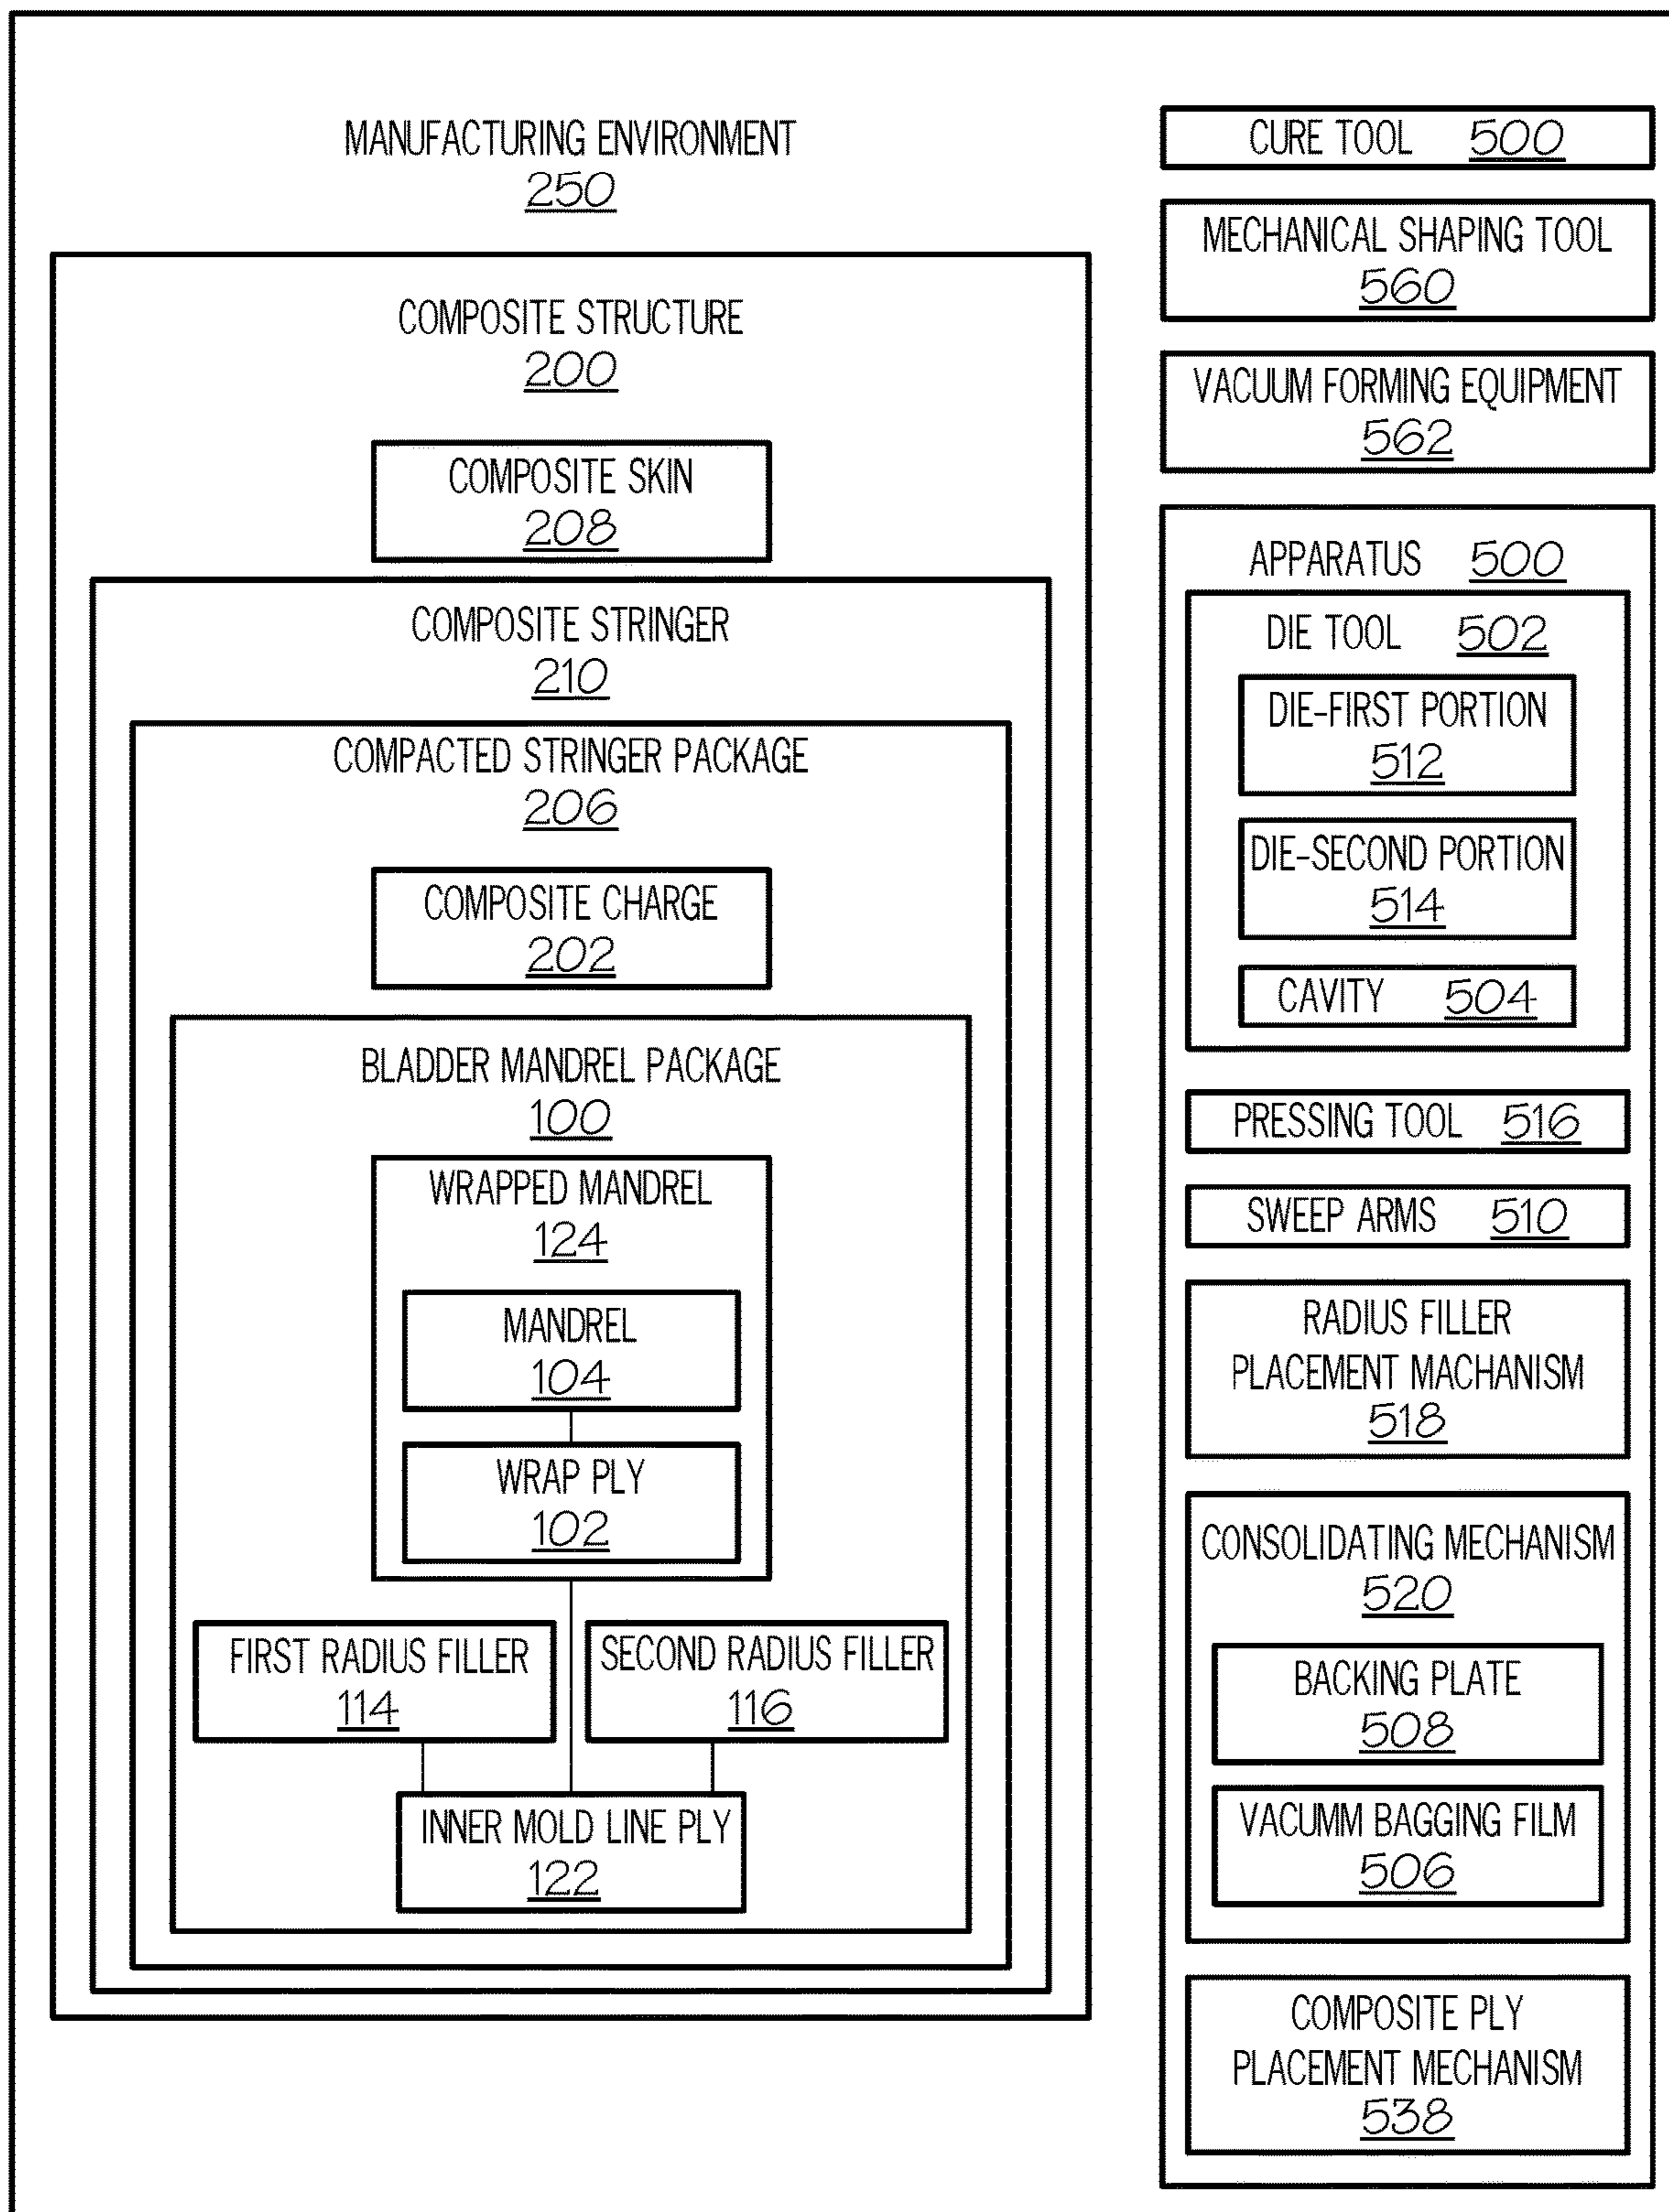 MANUFACTURING ENVIRONMENT
250
COMPOSITE STRUCTURE
200
COMPOSITE SKIN
208
COMPOSITE STRINGER
210
COMPACTED STRINGER PACKAGE
206
COMPOSITE CHARGE
202
BLADDER MANDREL PACKAGE
100
WRAPPED MANDREL
124
MANDREL
104
WRAP PLY
102
FIRST RADIUS FILLER
114
SECOND RADIUS FILLER
116
INNER MOLD LINE PLY
122
CURE TOOL 500
MECHANICAL SHAPING TOOL
560
VACUUM FORMING EQUIPMENT
562
APPARATUS 500
DIE TOOL 502
DIE-FIRST PORTION
512
DIE-SECOND PORTION
514
CAVITY 504
PRESSING TOOL 516
SWEEP ARMS 510
RADIUS FILLER
PLACEMENT MACHANISM
518
CONSOLIDATING MECHANISM
520
BACKING PLATE
508
VACUMM BAGGING FILM
506
COMPOSITE PLY
PLACEMENT MECHANISM
538